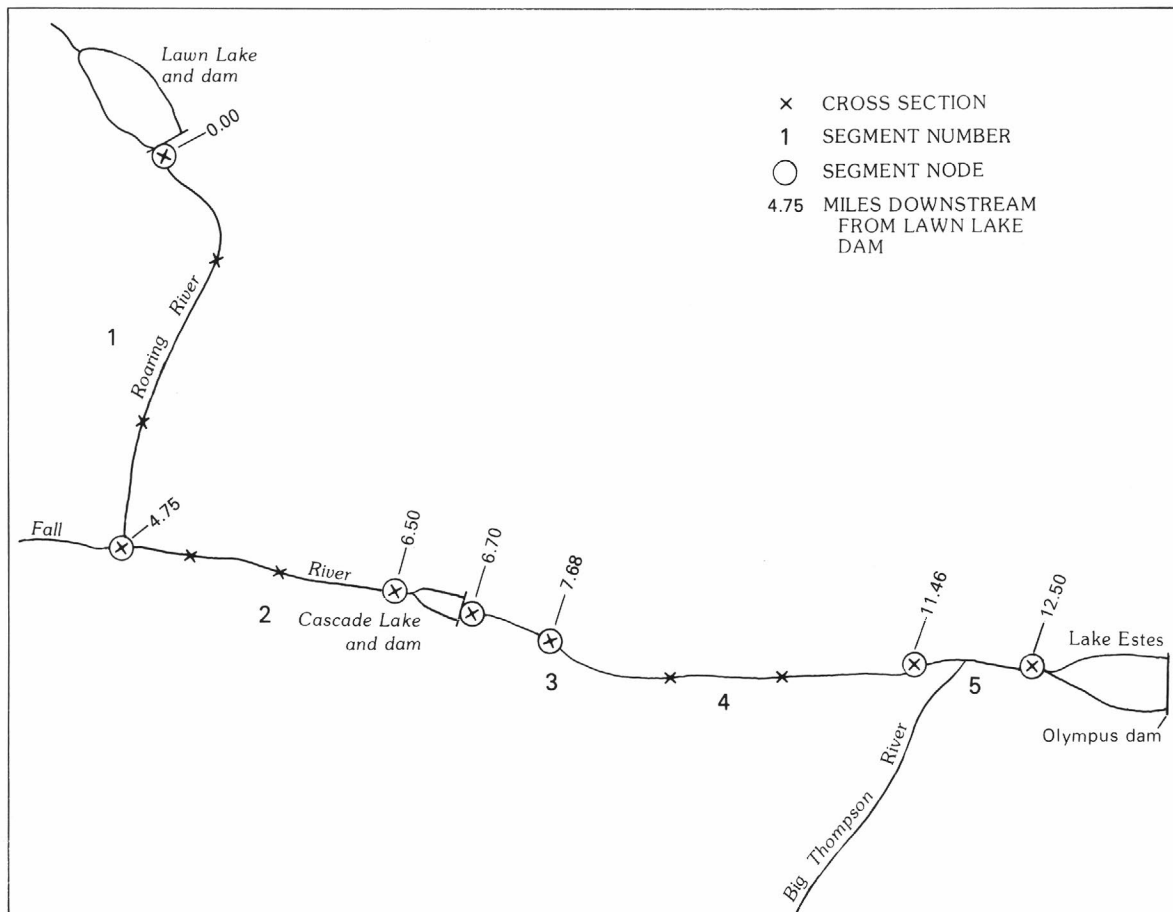 Lawn Lake
and dam
0.00
× CROSS SECTION
1 SEGMENT NUMBER
SEGMENT NODE
4.75 MILES DOWNSTREAM
FROM LAWN LAKE
DAM
1
Roaring River
Fall
4.75
River
2
6.50
Cascade Lake
and dam
6.70
7.68
3
4
11.46
5
12.50
Lake Estes
Olympus dam
Big Thompson River